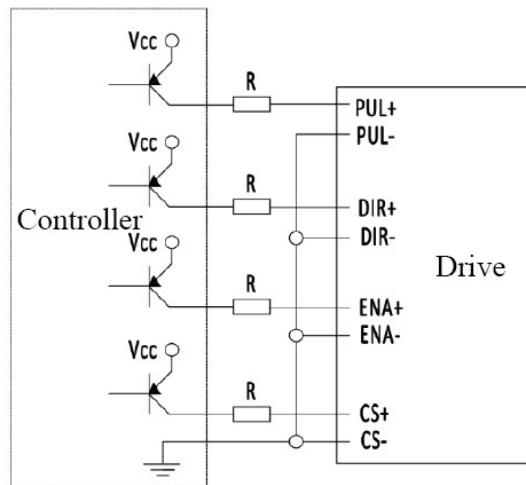 Vcc
R
PUL+
PUL-
Vcc
R
DIR+
DIR-
Controller
Vcc
Drive
R
ENA+
ENA-
Vcc
R
CS+
CS-